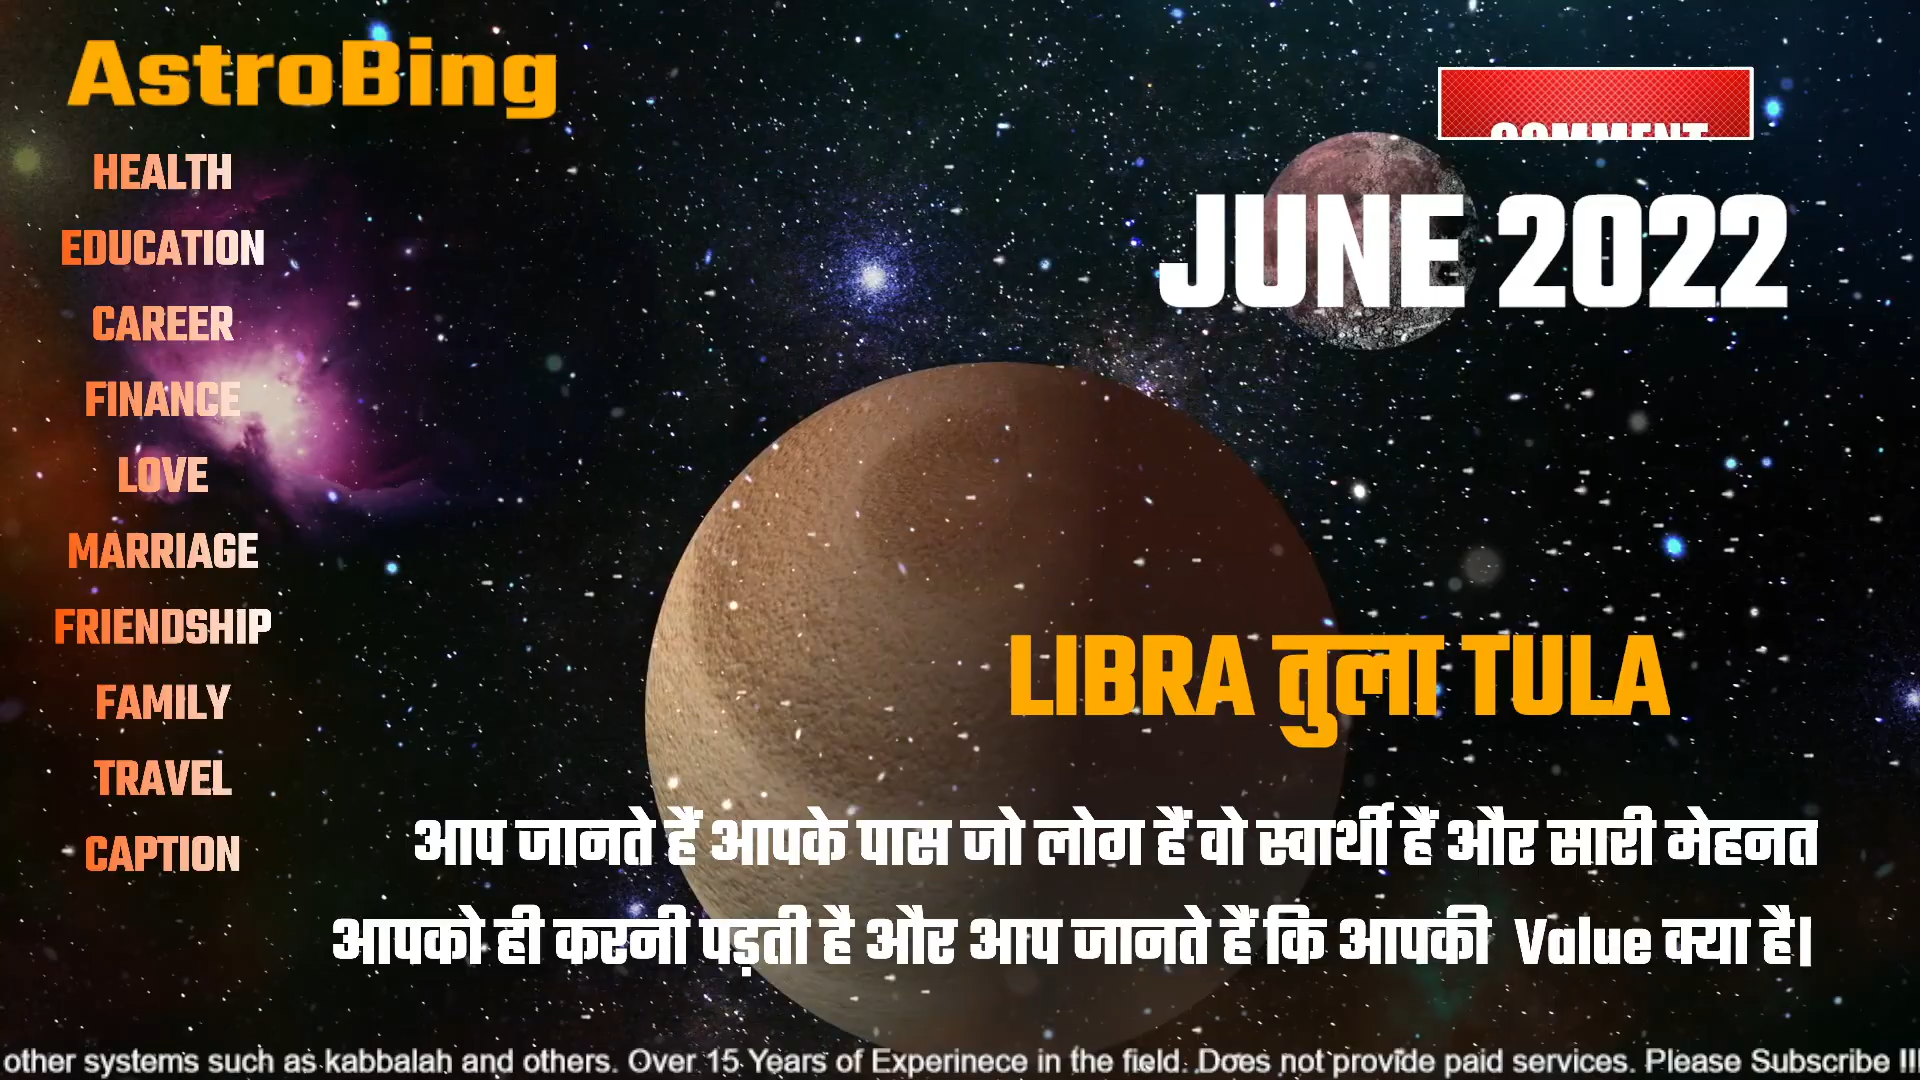 AstroBing
COMMENT
JUNE 2022
HEALTH
EDUCATION
CAREER
FINANCE
LOVE
MARRIAGE
FRIENDSHIP
FAMILY
TRAVEL
CAPTION
LIBRA तुला TULA
आप जानते हैं आपके पास जो लोग हैं वो स्वार्थी हैं और सारी मेहनत
आपको ही करनी पड़ती है और आप जानते हैं कि आपकी Value क्या है।
other systems such as kabbalah and others. Over 15 Years of Experinece in the field. Does not provide paid services. Please Subscribe !!!